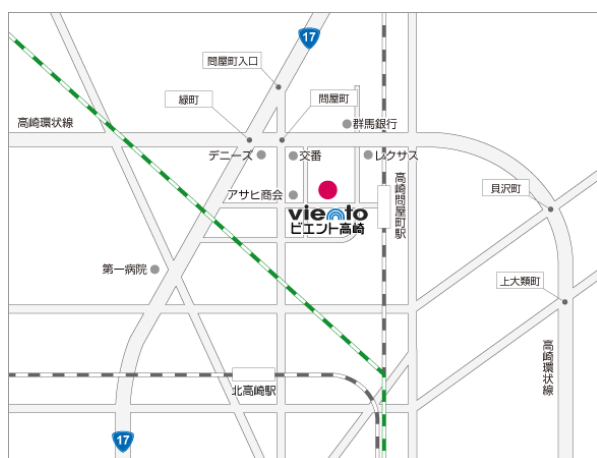 17
問屋町入口
緑町
問屋町
高崎環状線
群馬銀行
デニーズ
交番
レクサス
アサヒ商会
viento
ビエント高崎
高崎問屋町駅
貝沢町
第一病院
上大類町
高崎環状線
北高崎駅
17